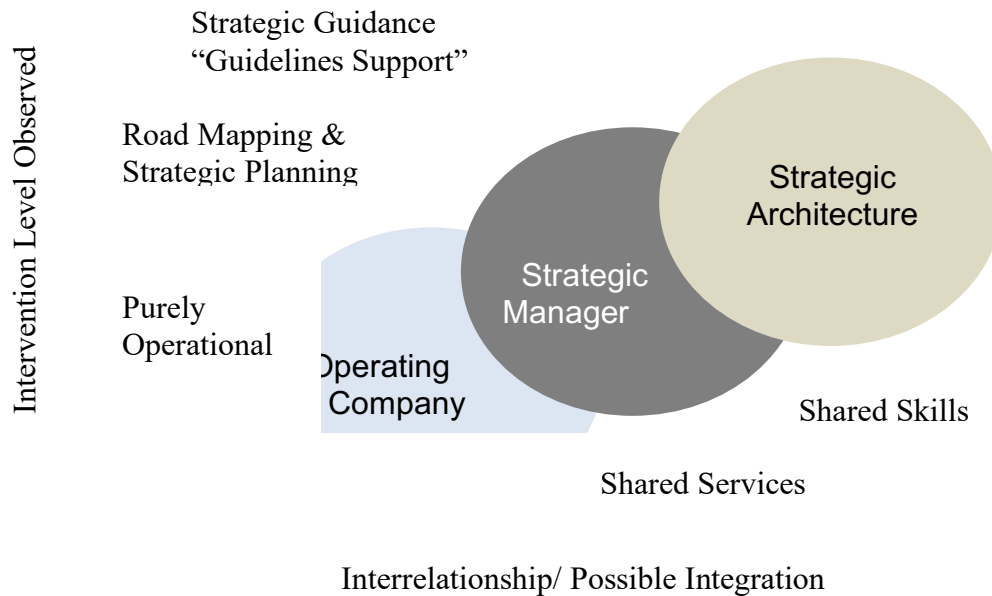 Strategic Guidance
“Guidelines Support”
Intervention Level Observed
Road Mapping &
Strategic Planning
Strategic
Architecture
Strategic
Manager
Purely
Operational
Operating
Company
Shared Skills
Shared Services
Interrelationship/ Possible Integration